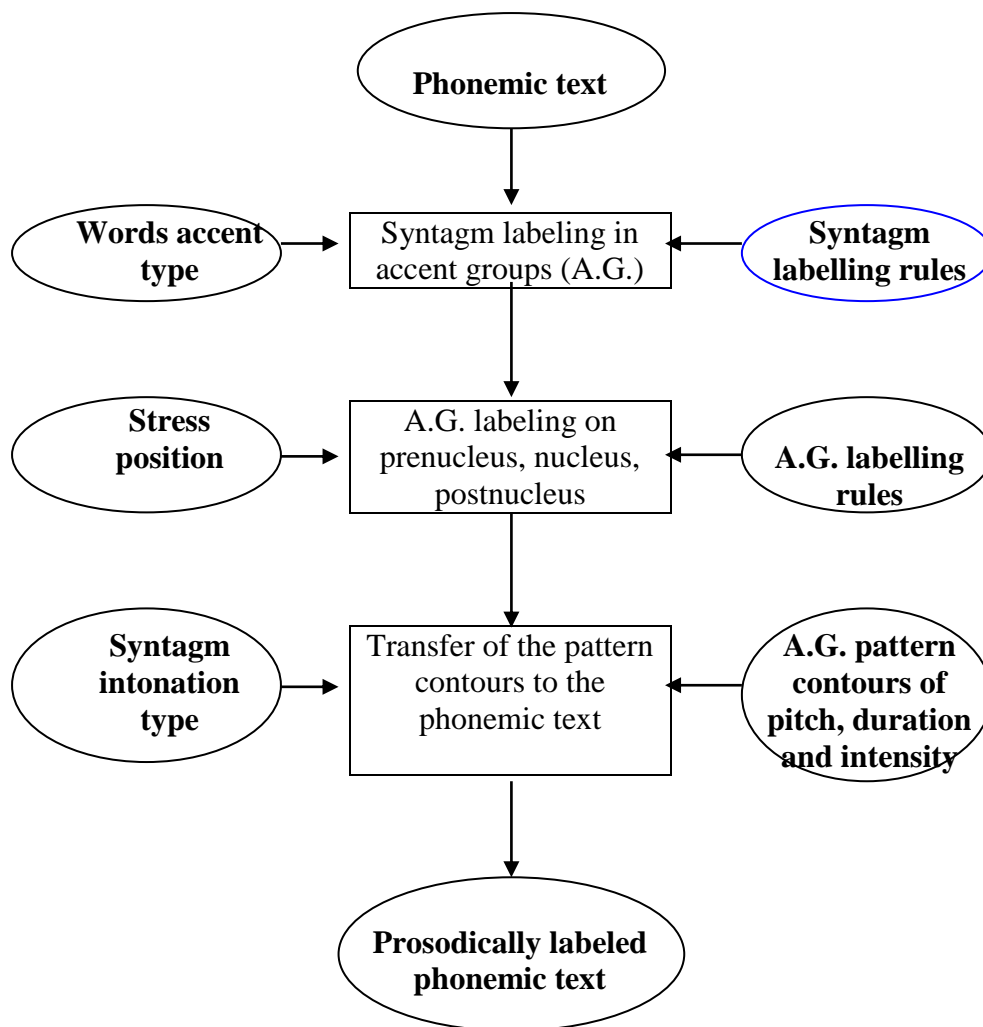 Phonemic text
Words accent
type
Syntagm labeling in
accent groups (A.G.)
Syntagm
labelling rules
Stress
position
A.G. labeling on
prenucleus, nucleus,
postnucleus
A.G. labelling
rules
Syntagm
intonation
type
Transfer of the pattern
contours to the
phonemic text
A.G. pattern
contours of
pitch, duration
and intensity
Prosodically labeled
phonemic text